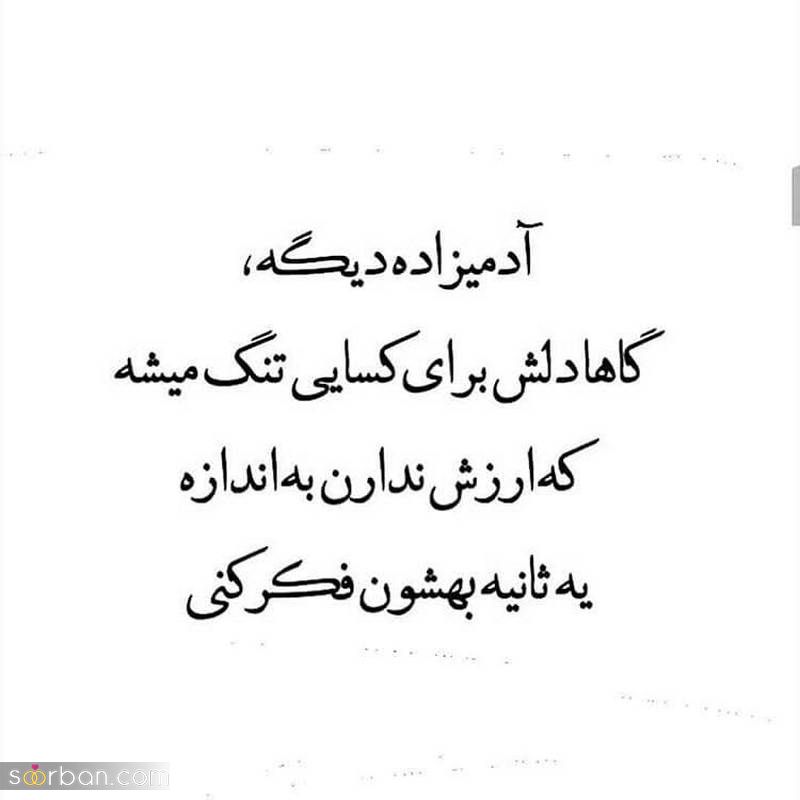 آدمیزاده دیگه،
گاها دلش برای کسایی تنگ میشه
که ارزش ندارن به اندازه
یه ثانیه بهشون فکر کنی
soorban.com